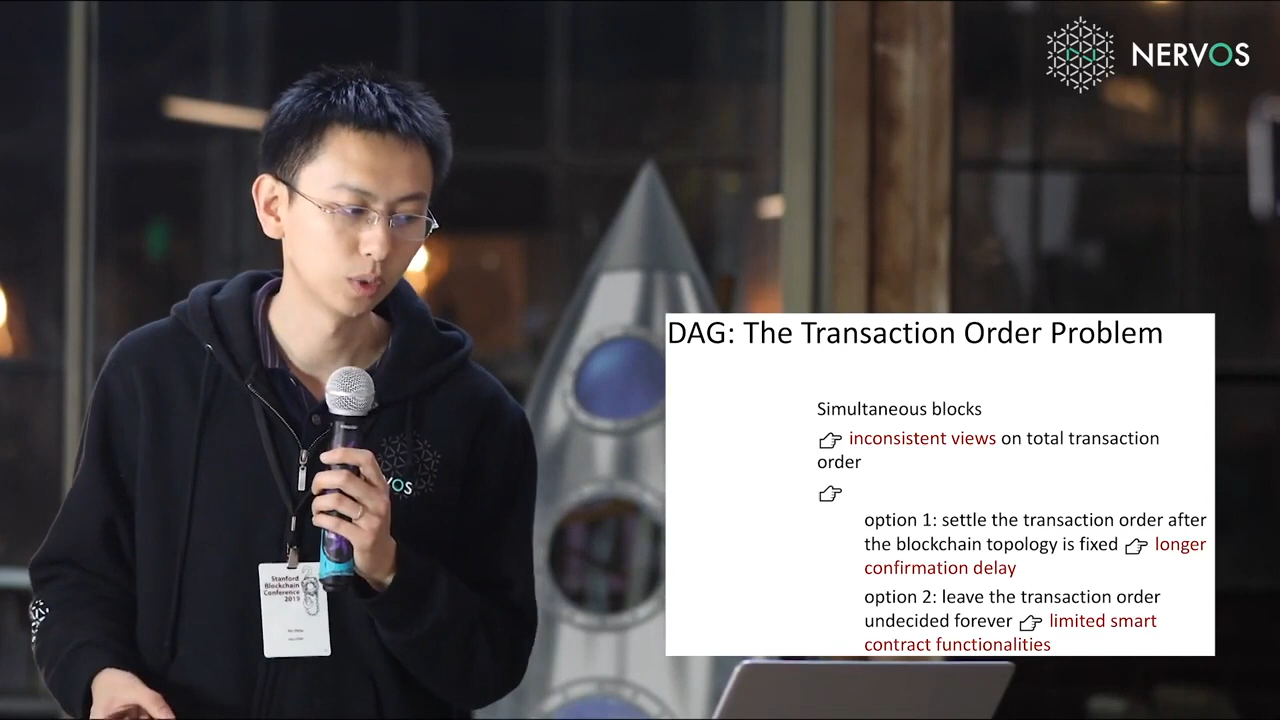 NERVOS
DAG: The Transaction Order Problem
Simultaneous blocks
inconsistent views on total transaction
order
option 1: settle the transaction order after
the blockchain topology is fixed 👉 longer
confirmation delay
option 2: leave the transaction order
undecided forever 👉 limited smart
contract functionalities
VOS
Stanford
Blockchain
Conference
2019